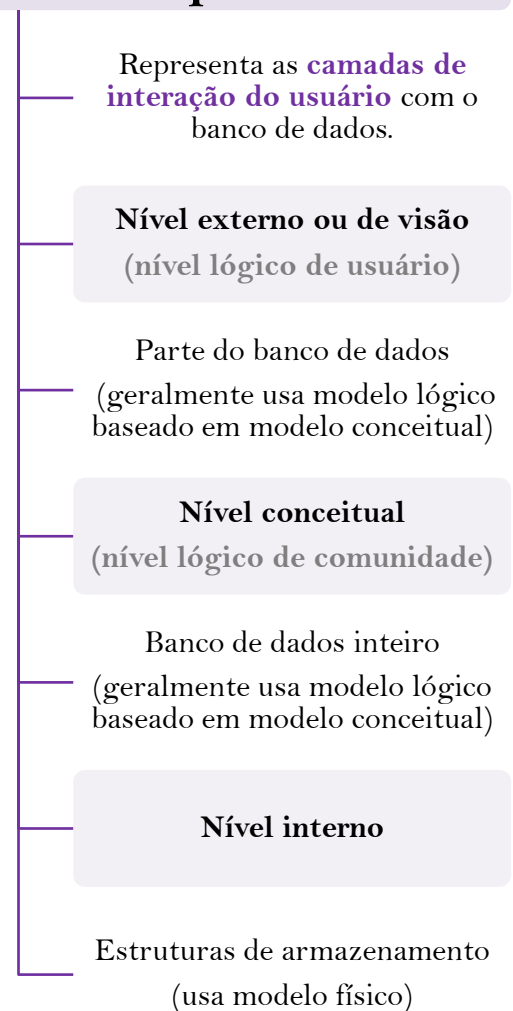 Representa as camadas de
interação do usuário com o
banco de dados.
Nível externo ou de visão
(nível lógico de usuário)
Parte do banco de dados
(geralmente usa modelo lógico
baseado em modelo conceitual)
Nível conceitual
(nível lógico de comunidade)
Banco de dados inteiro
(geralmente usa modelo lógico
baseado em modelo conceitual)
Nível interno
Estruturas de armazenamento
(usa modelo físico)